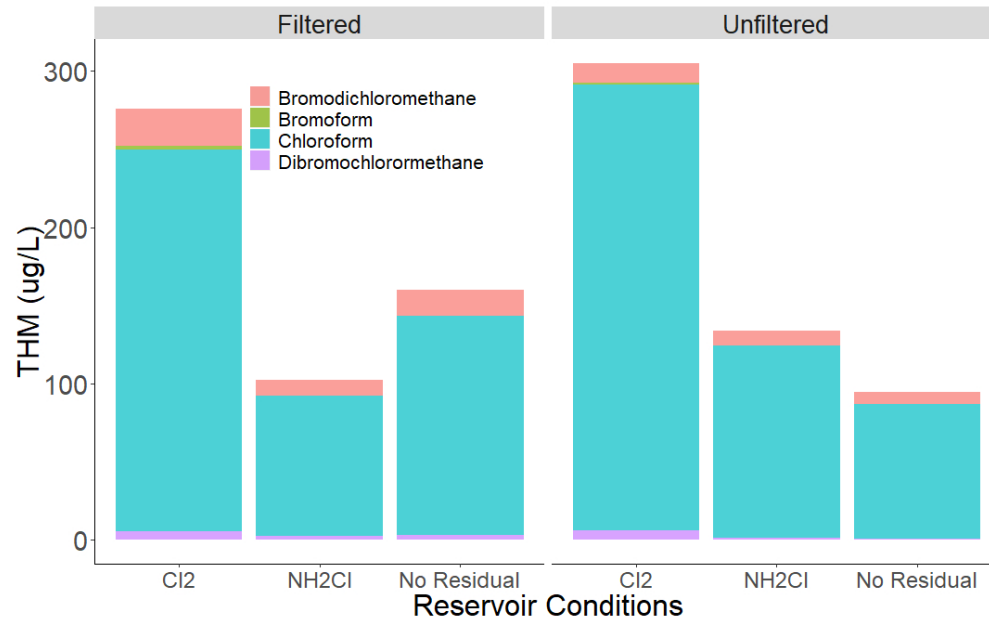 Filtered
Unfiltered
300
200
100
0
THM (ug/L)
Bromodichloromethane
Bromoform
Chloroform
Dibromochlorormethane
Cl2
NH2Cl
No Residual
Cl2
NH2Cl
No Residual
Reservoir Conditions